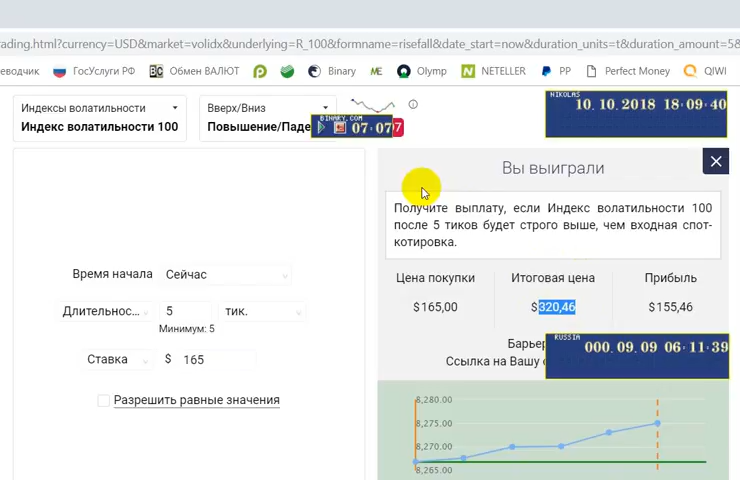 rading.html?currency=USD&market=volidx&underlying=R_100&formname=risefall&date_start=now&duration_units=t&duration_amount=5&
еводчик ГосУслуги РФ Обмен ВАЛЮТ Binary Olymp NETELLER PP Perfect Money QIWI
Индексы волатильности
Индекс волатильности 100
Вверх/Вниз
Повышение/Паде
BINARY.COM
07:07
7
NIKOLAS
10.10.2018 18:09:40
Вы выиграли
Получите выплату, если Индекс волатильности 100
после 5 тиков будет строго выше, чем входная спот-
котировка.
Время начала Сейчас
Длительнос... 5 тик.
Минимум: 5
Ставка $ 165
Разрешить равные значения
Цена покупки Итоговая цена Прибыль
$165,00 $320,46 $155,46
Барьер
Ссылка на Вашу
RUSSIA
000.09.09 06:11:39
8,280.00
8,275.00
8,270.00
8,265.00